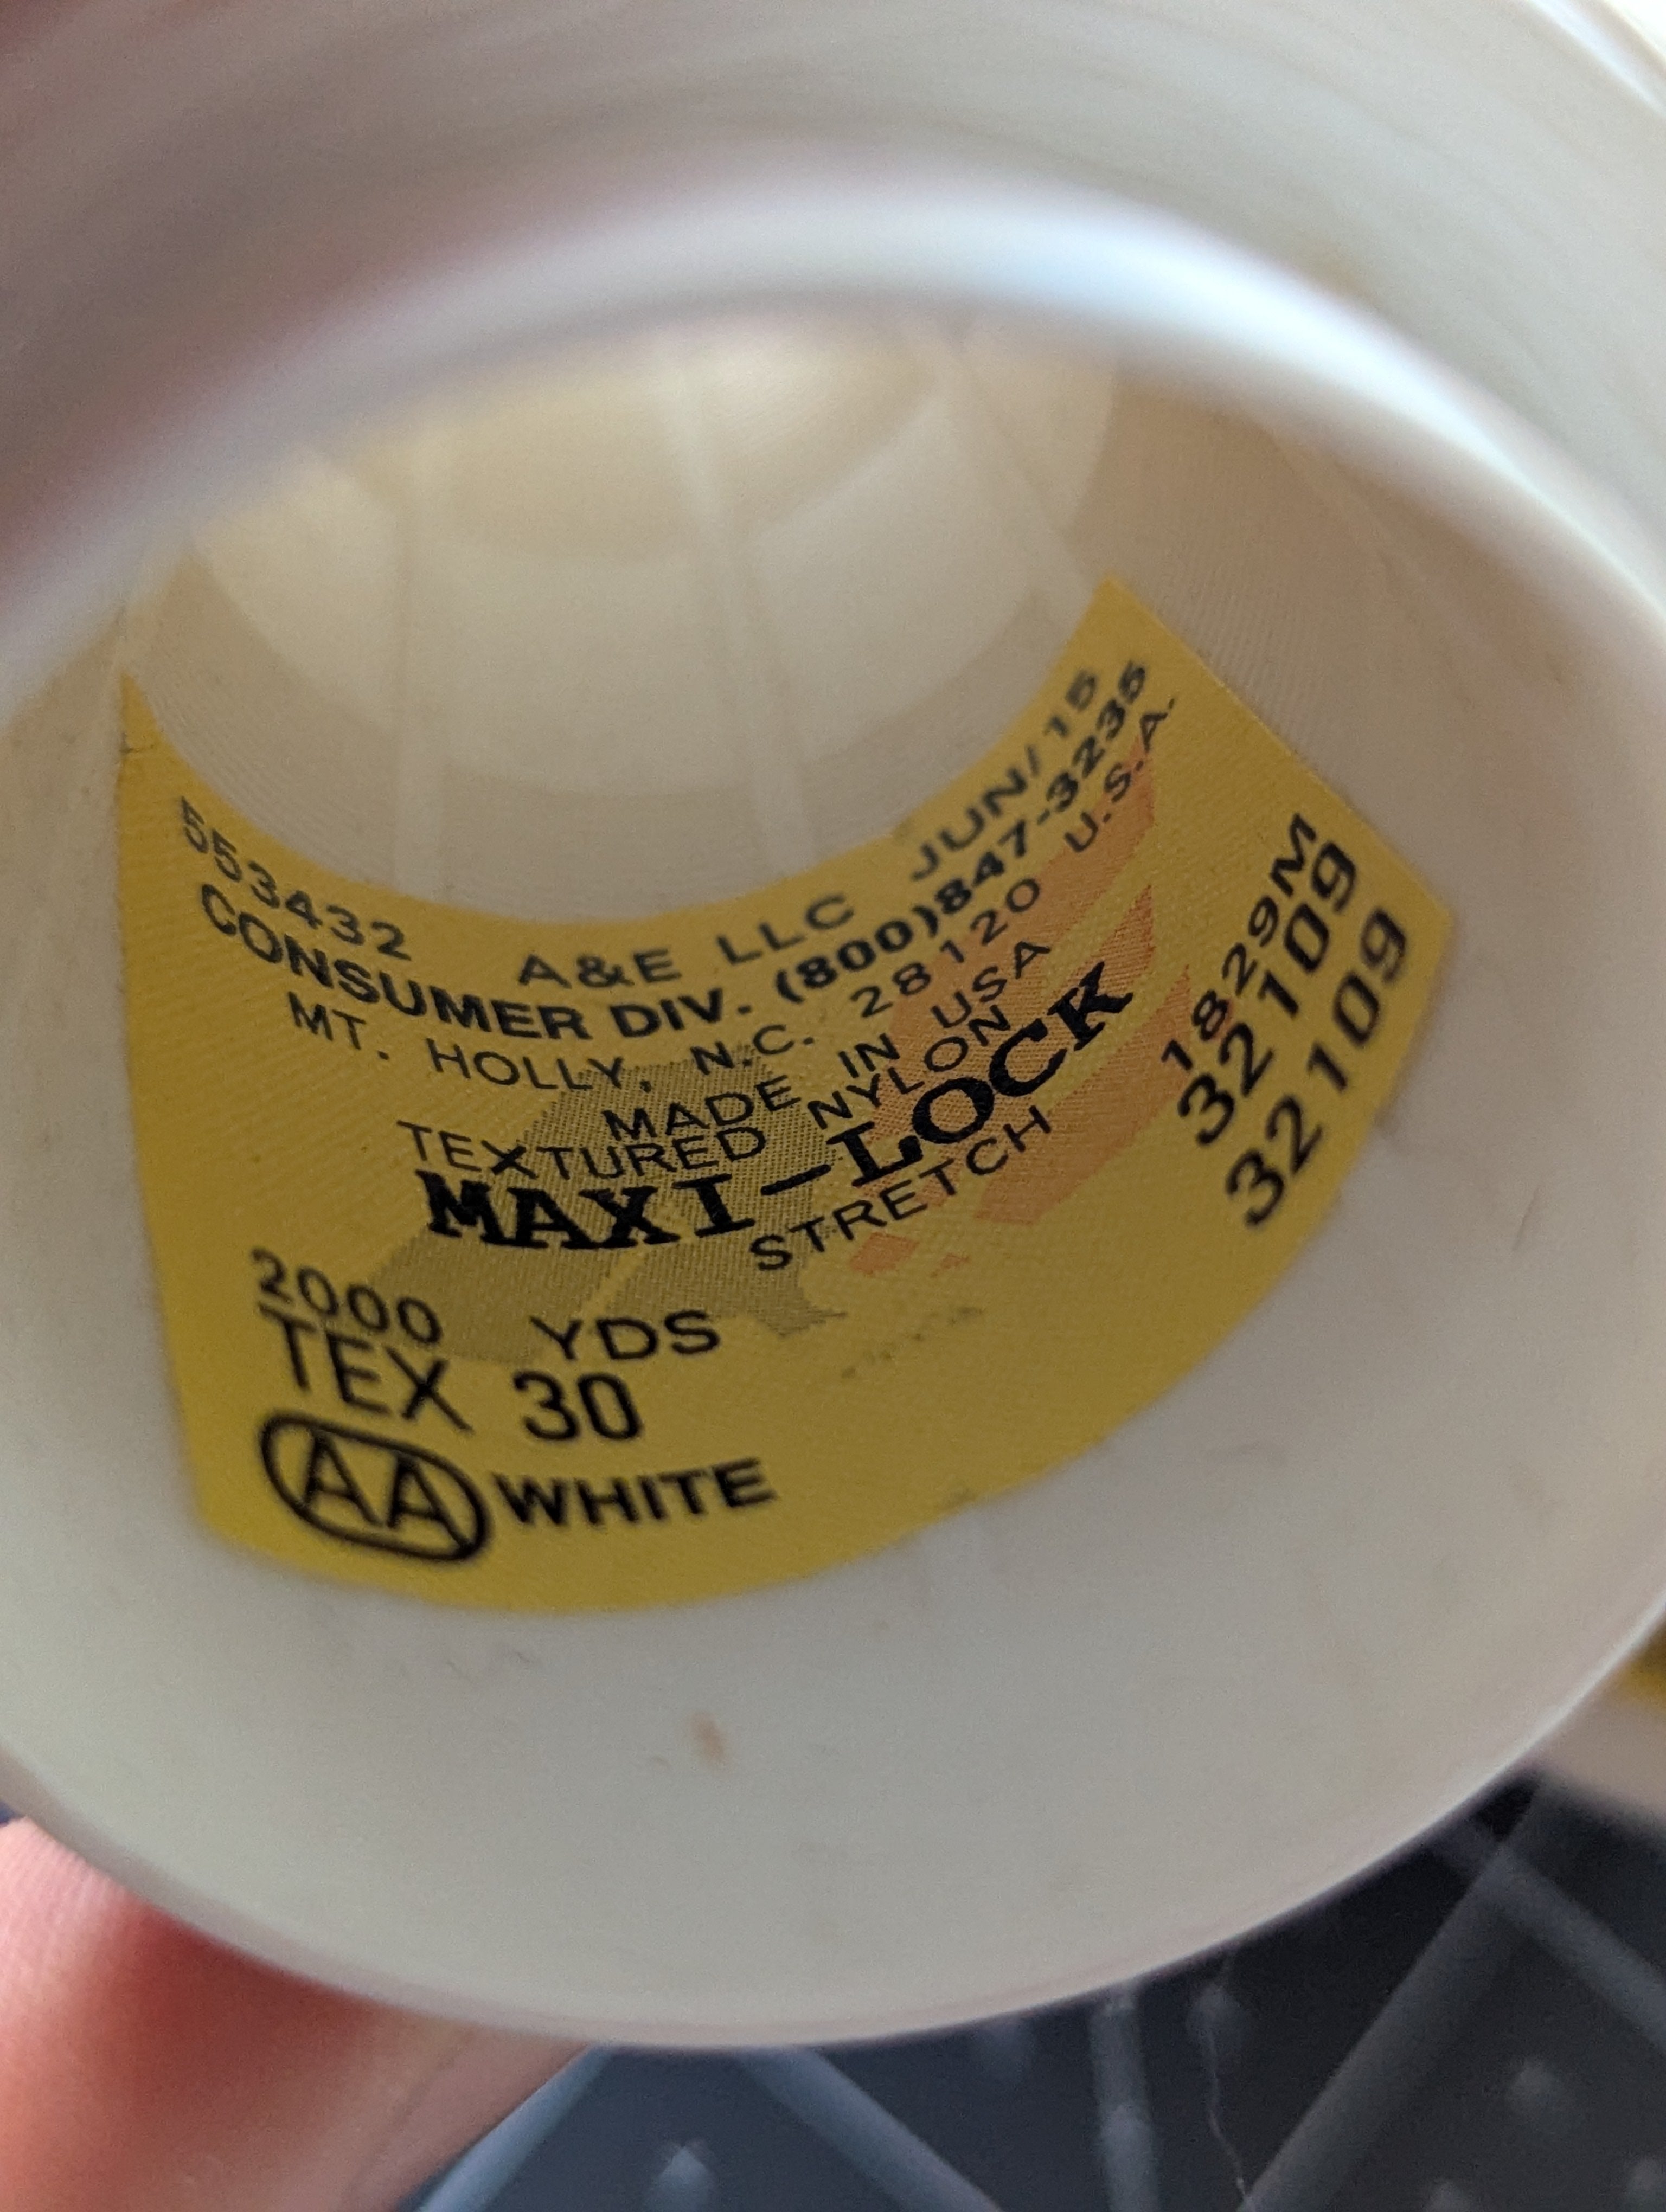 553432 A&E LLC JUN/15
CONSUMER DIV. (800)847-3235
MT. HOLLY, N.C. 28120 U.S.A.
MADE IN USA
TEXTURED NYLON
MAXI-LOCK
STRETCH
2000 YDS 1829M
TEX 30 32109
AA WHITE 32109